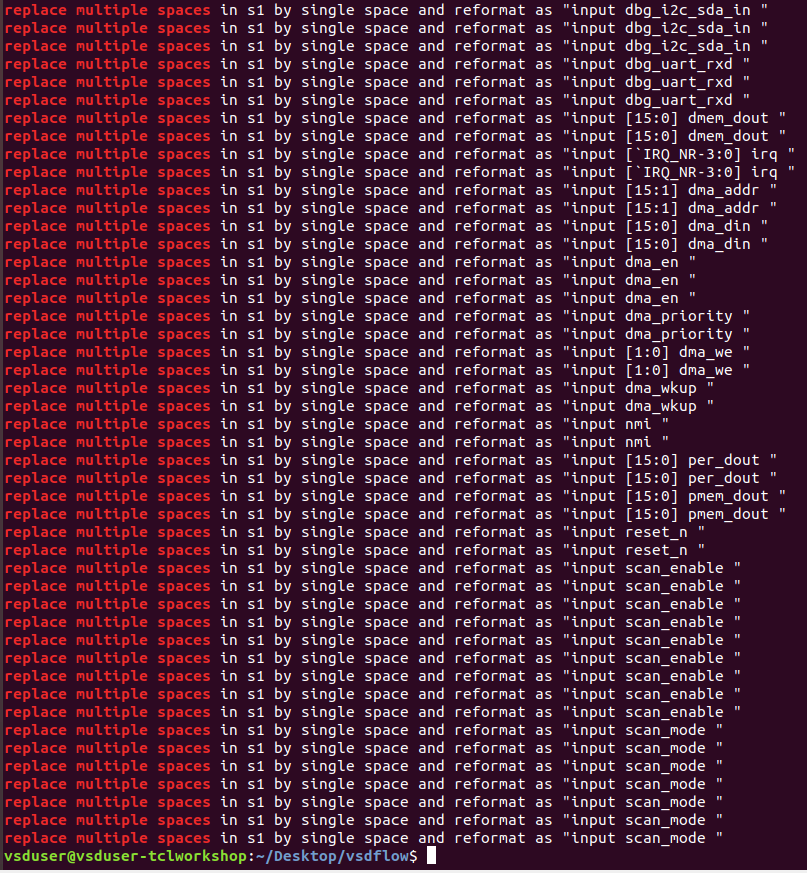 replace multiple spaces in s1 by single space and reformat as "input dbg_i2c_sda_in "
replace multiple spaces in s1 by single space and reformat as "input dbg_i2c_sda_in "
replace multiple spaces in s1 by single space and reformat as "input dbg_i2c_sda_in "
replace multiple spaces in s1 by single space and reformat as "input dbg_uart_rxd "
replace multiple spaces in s1 by single space and reformat as "input dbg_uart_rxd "
replace multiple spaces in s1 by single space and reformat as "input dbg_uart_rxd "
replace multiple spaces in s1 by single space and reformat as "input [15:0] dmem_dout "
replace multiple spaces in s1 by single space and reformat as "input [15:0] dmem_dout "
replace multiple spaces in s1 by single space and reformat as "input [`IRQ_NR-3:0] irq "
replace multiple spaces in s1 by single space and reformat as "input [`IRQ_NR-3:0] irq "
replace multiple spaces in s1 by single space and reformat as "input [15:1] dma_addr "
replace multiple spaces in s1 by single space and reformat as "input [15:1] dma_addr "
replace multiple spaces in s1 by single space and reformat as "input [15:0] dma_din "
replace multiple spaces in s1 by single space and reformat as "input [15:0] dma_din "
replace multiple spaces in s1 by single space and reformat as "input dma_en "
replace multiple spaces in s1 by single space and reformat as "input dma_en "
replace multiple spaces in s1 by single space and reformat as "input dma_en "
replace multiple spaces in s1 by single space and reformat as "input dma_priority "
replace multiple spaces in s1 by single space and reformat as "input dma_priority "
replace multiple spaces in s1 by single space and reformat as "input [1:0] dma_we "
replace multiple spaces in s1 by single space and reformat as "input [1:0] dma_we "
replace multiple spaces in s1 by single space and reformat as "input dma_wkup "
replace multiple spaces in s1 by single space and reformat as "input dma_wkup "
replace multiple spaces in s1 by single space and reformat as "input nmi "
replace multiple spaces in s1 by single space and reformat as "input nmi "
replace multiple spaces in s1 by single space and reformat as "input [15:0] per_dout "
replace multiple spaces in s1 by single space and reformat as "input [15:0] per_dout "
replace multiple spaces in s1 by single space and reformat as "input [15:0] pmem_dout "
replace multiple spaces in s1 by single space and reformat as "input [15:0] pmem_dout "
replace multiple spaces in s1 by single space and reformat as "input reset_n "
replace multiple spaces in s1 by single space and reformat as "input reset_n "
replace multiple spaces in s1 by single space and reformat as "input scan_enable "
replace multiple spaces in s1 by single space and reformat as "input scan_enable "
replace multiple spaces in s1 by single space and reformat as "input scan_enable "
replace multiple spaces in s1 by single space and reformat as "input scan_enable "
replace multiple spaces in s1 by single space and reformat as "input scan_enable "
replace multiple spaces in s1 by single space and reformat as "input scan_enable "
replace multiple spaces in s1 by single space and reformat as "input scan_enable "
replace multiple spaces in s1 by single space and reformat as "input scan_enable "
replace multiple spaces in s1 by single space and reformat as "input scan_enable "
replace multiple spaces in s1 by single space and reformat as "input scan_mode "
replace multiple spaces in s1 by single space and reformat as "input scan_mode "
replace multiple spaces in s1 by single space and reformat as "input scan_mode "
replace multiple spaces in s1 by single space and reformat as "input scan_mode "
replace multiple spaces in s1 by single space and reformat as "input scan_mode "
replace multiple spaces in s1 by single space and reformat as "input scan_mode "
replace multiple spaces in s1 by single space and reformat as "input scan_mode "
vsduser@vsduser-tclworkshop:~/Desktop/vsdflow$